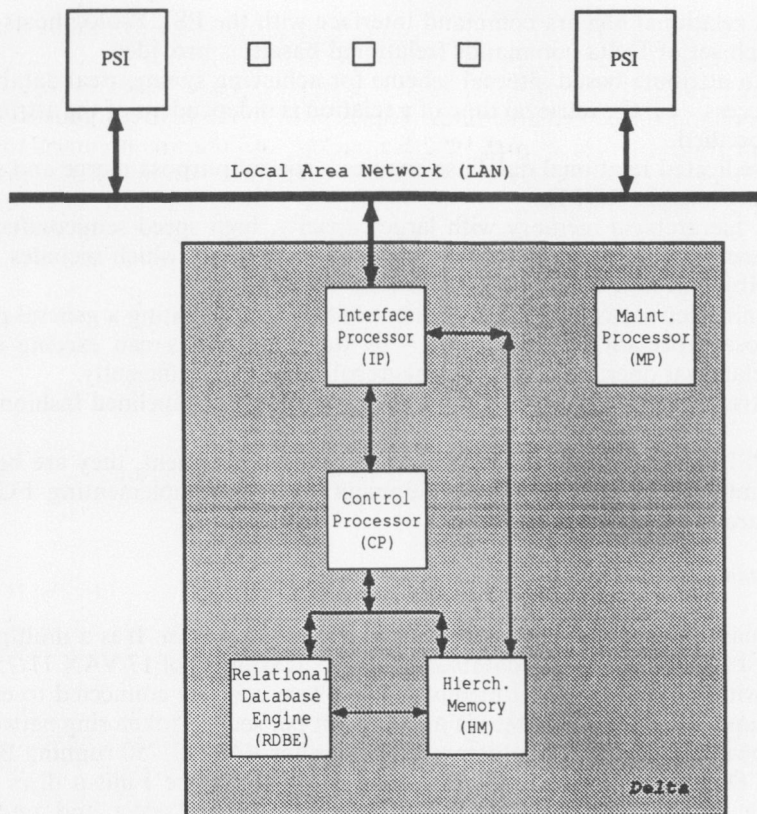 PSI
PSI
Local Area Network (LAN)
Interface
Processor
(IP)
Maint.
Processor
(MP)
Control
Processor
(CP)
Relational
Database
Engine
(RDBE)
Hierch.
Memory
(HM)
Delta